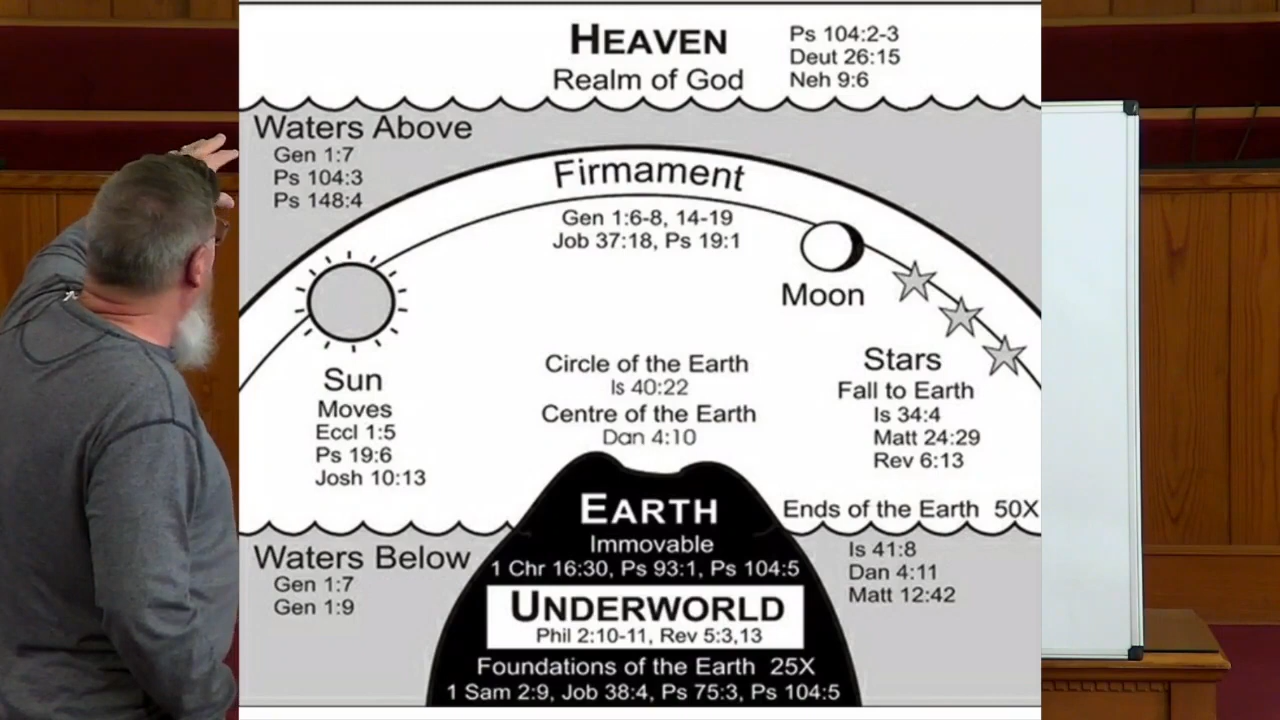 HEAVEN
Realm of God
Ps 104:2-3
Deut 26:15
Neh 9:6
Waters Above
Gen 1:7
Ps 104:3
Ps 148:4
Firmament
Gen 1:6-8, 14-19
Job 37:18, Ps 19:1
Moon
Sun
Moves
Eccl 1:5
Ps 19:6
Josh 10:13
Circle of the Earth
Is 40:22
Centre of the Earth
Dan 4:10
Stars
Fall to Earth
Is 34:4
Matt 24:29
Rev 6:13
EARTH
Immovable
1 Chr 16:30, Ps 93:1, Ps 104:5
Ends of the Earth 50X
Is 41:8
Dan 4:11
Matt 12:42
Waters Below
Gen 1:7
Gen 1:9
UNDERWORLD
Phil 2:10-11, Rev 5:3,13
Foundations of the Earth 25X
1 Sam 2:9, Job 38:4, Ps 75:3, Ps 104:5